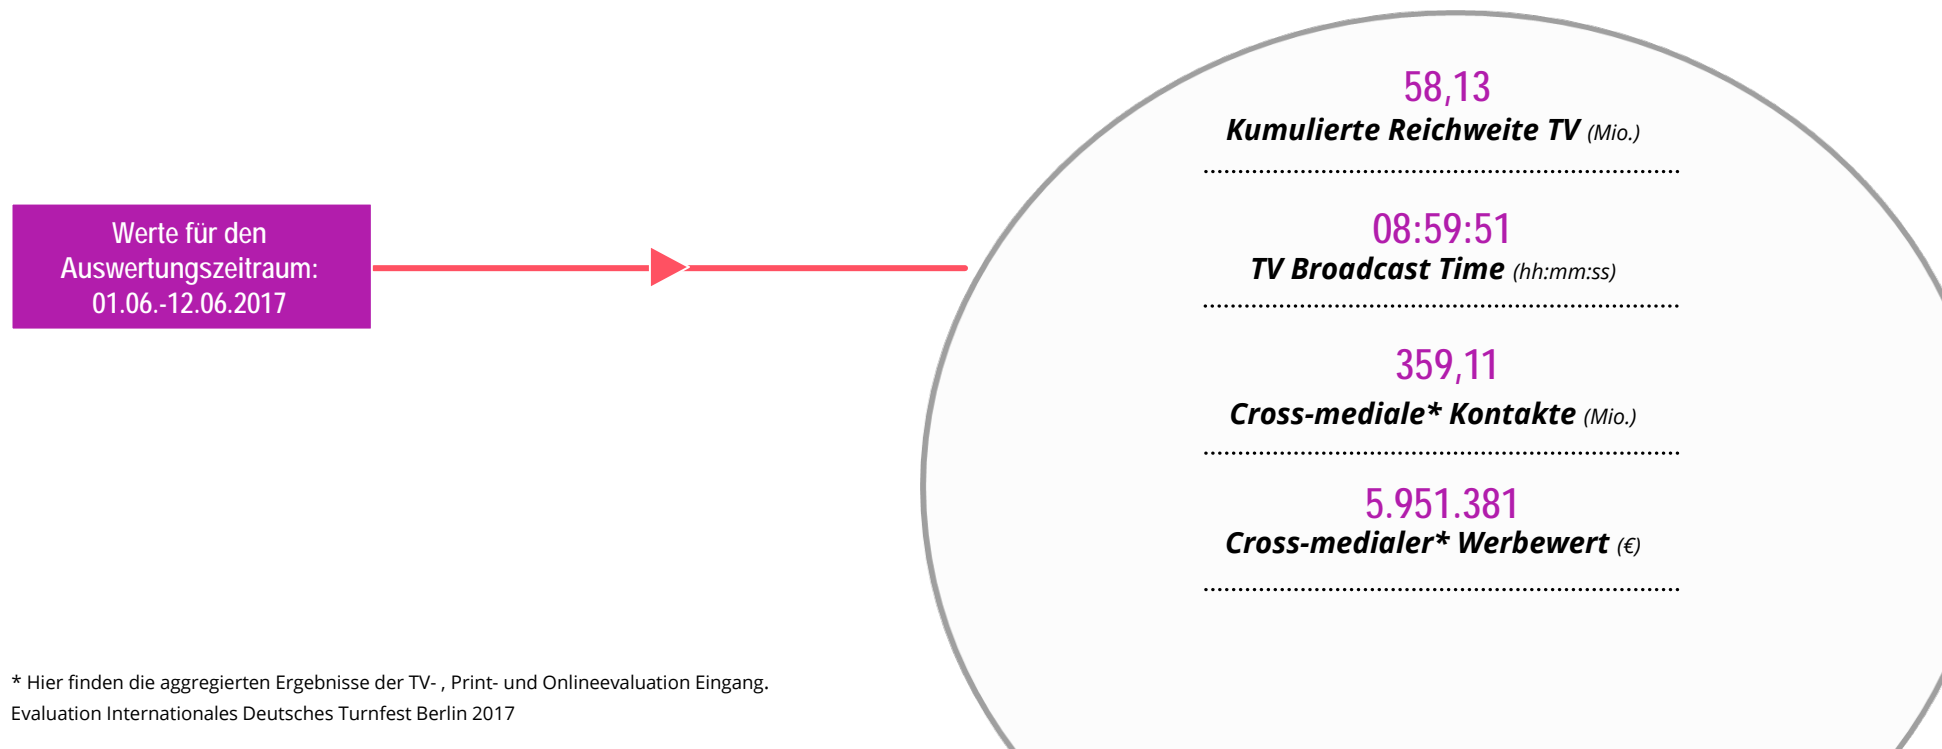 58,13
Kumulierte Reichweite TV (Mio.)
Werte für den
Auswertungszeitraum:
01.06.-12.06.2017
08:59:51
TV Broadcast Time (hh:mm:ss)
359,11
Cross-mediale* Kontakte (Mio.)
5.951.381
Cross-medialer* Werbewert (€)
* Hier finden die aggregierten Ergebnisse der TV- , Print- und Onlineevaluation Eingang.
Evaluation Internationales Deutsches Turnfest Berlin 2017